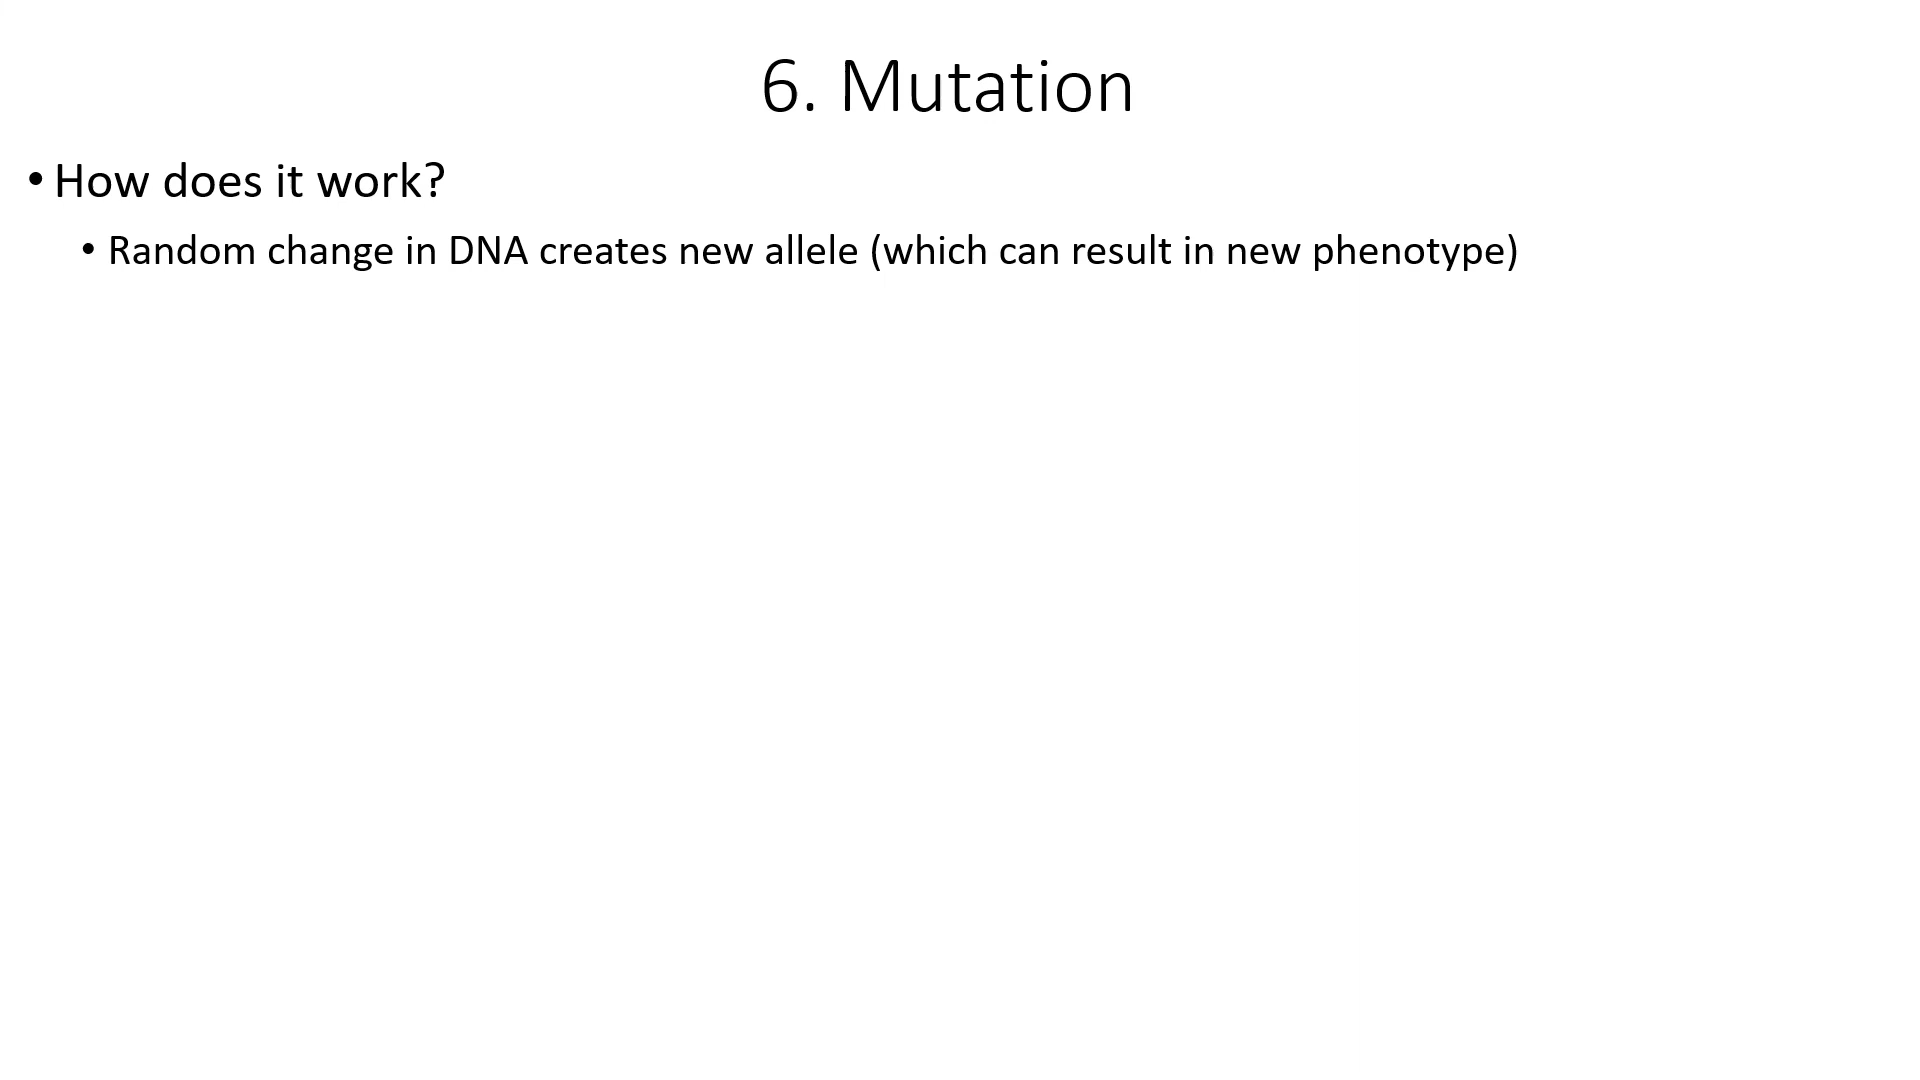 6. Mutation
• How does it work?
• Random change in DNA creates new allele (which can result in new phenotype)